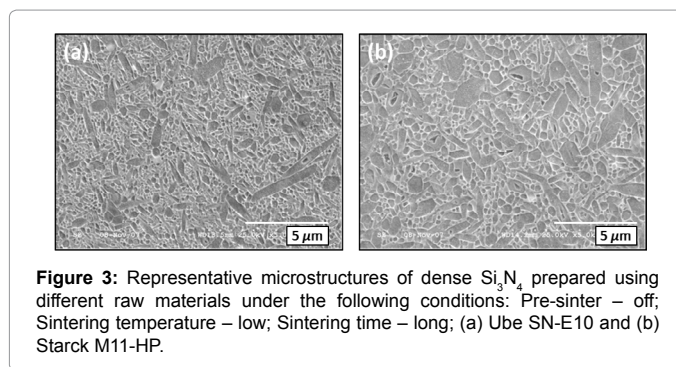 (a)
(b)
5 µm
5 µm
Figure 3: Representative microstructures of dense Si3N4 prepared using
different raw materials under the following conditions: Pre-sinter – off;
Sintering temperature – low; Sintering time – long; (a) Ube SN-E10 and (b)
Starck M11-HP.